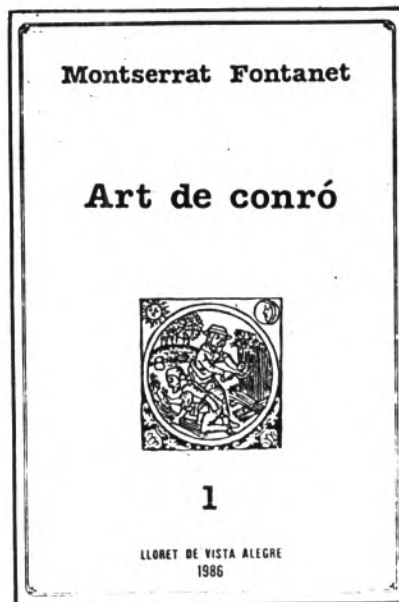 Montserrat Fontanet
Art de conró
1
LLORET DE VISTA ALEGRE
1986